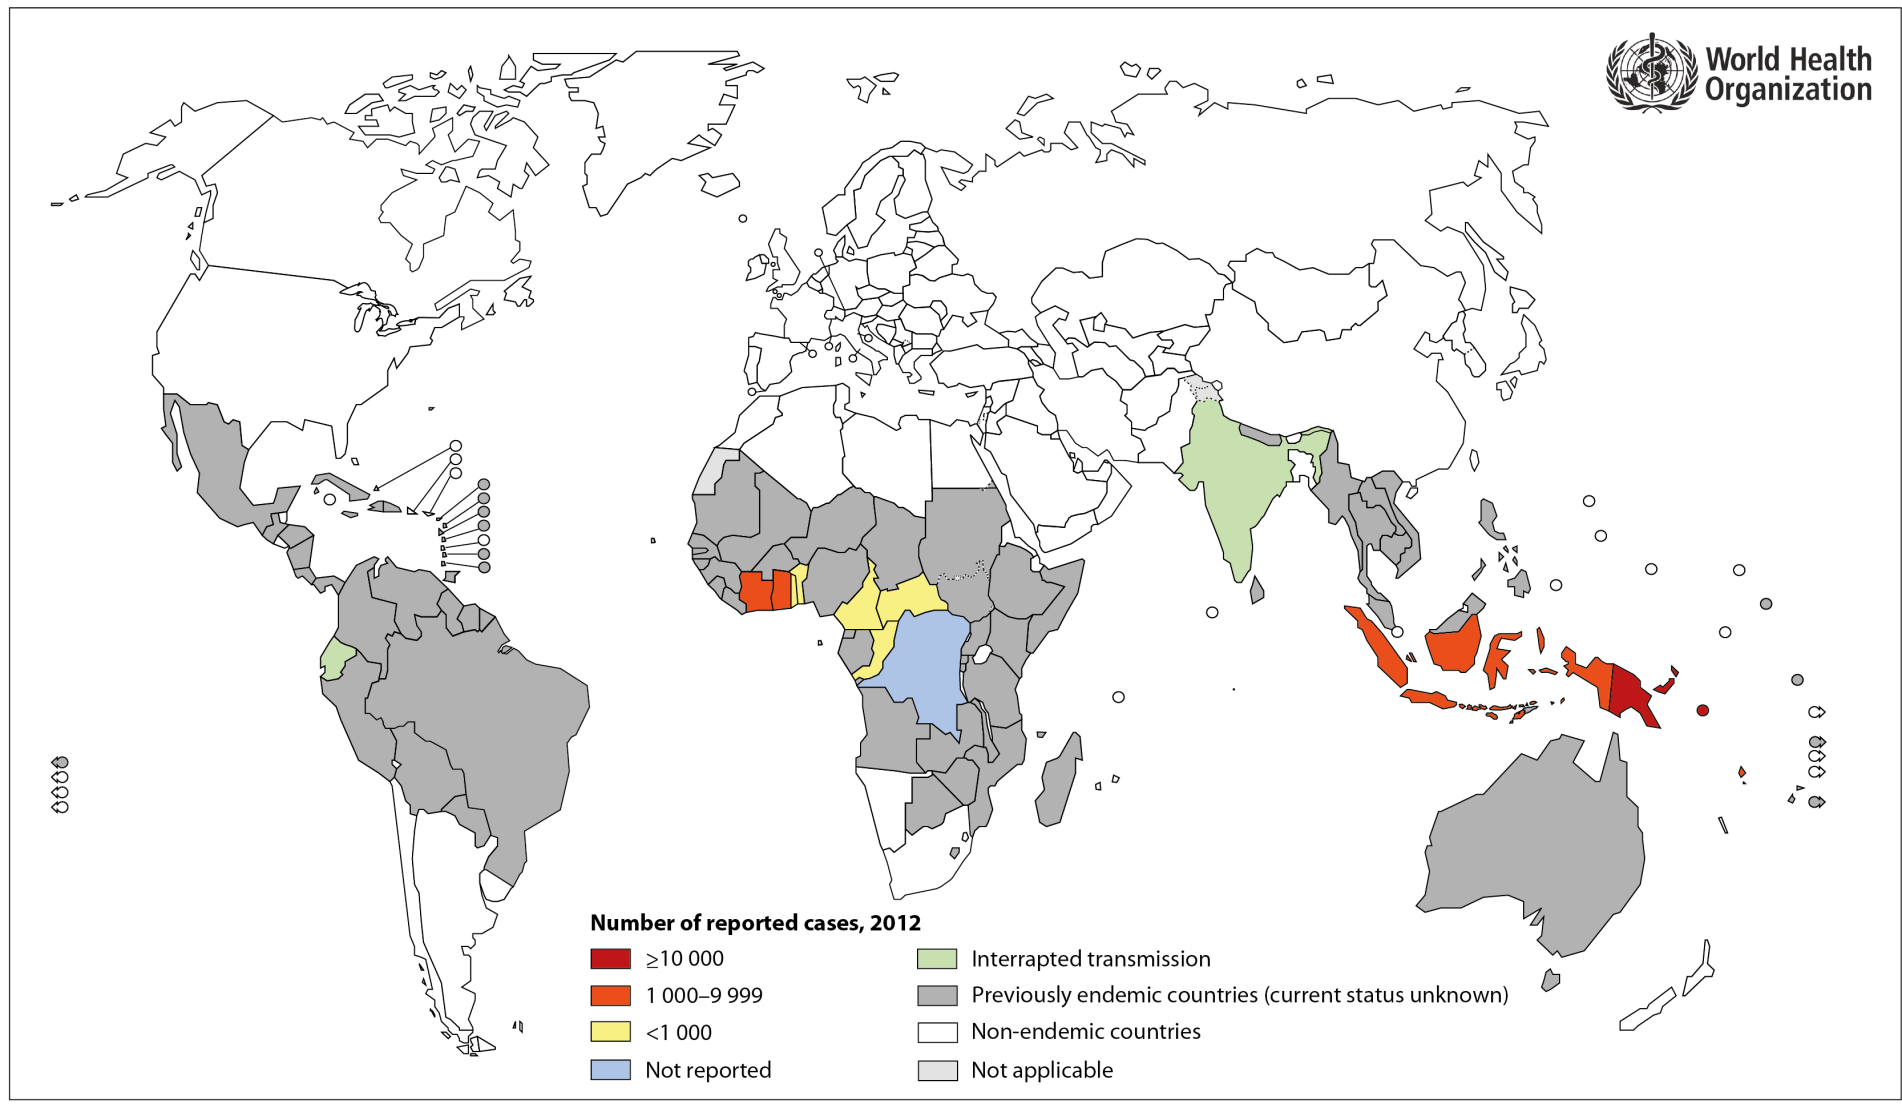 World Health
Organization
Number of reported cases, 2012
≥10 000
1 000–9 999
<1 000
Not reported
Interrapted transmission
Previously endemic countries (current status unknown)
Non-endemic countries
Not applicable